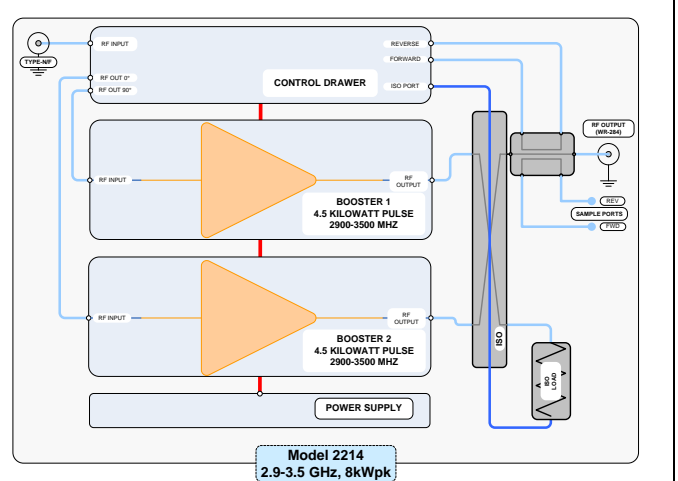 RF INPUT
TYPE-N/F
RF OUT 0°
RF OUT 90°
CONTROL DRAWER
REVERSE
FORWARD
ISO PORT
RF OUTPUT
(WR-284)
RF INPUT
RF
OUTPUT
BOOSTER 1
4.5 KILOWATT PULSE
2900-3500 MHZ
REV
SAMPLE PORTS
FWD
RF INPUT
RF
OUTPUT
BOOSTER 2
4.5 KILOWATT PULSE
2900-3500 MHZ
ISO
ISO
LOAD
POWER SUPPLY
Model 2214
2.9-3.5 GHz, 8kWpk